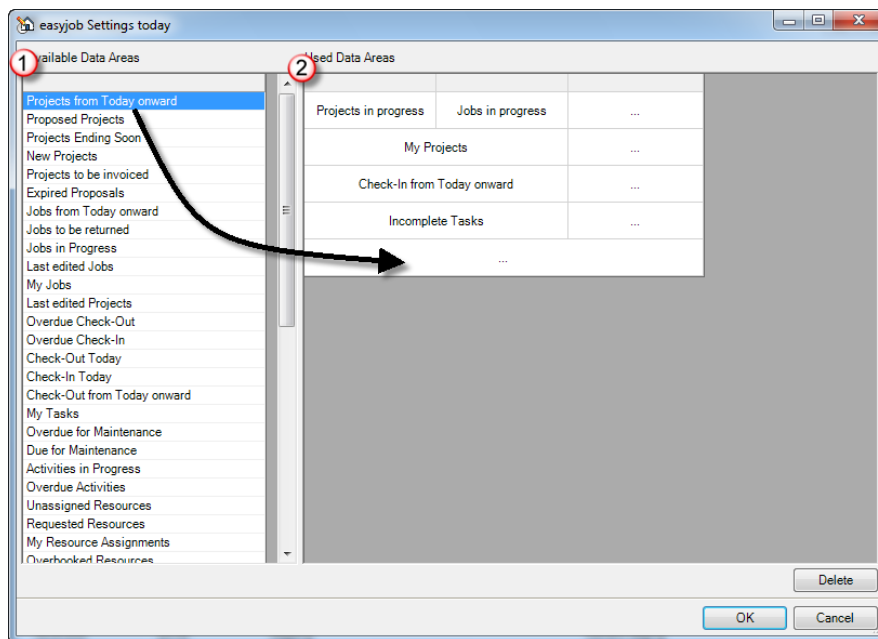 easyjob Settings today
1 vailable Data Areas
2 Used Data Areas
Projects from Today onward
Proposed Projects
Projects Ending Soon
New Projects
Projects to be invoiced
Expired Proposals
Jobs from Today onward
Jobs to be returned
Jobs in Progress
Last edited Jobs
My Jobs
Last edited Projects
Overdue Check-Out
Overdue Check-In
Check-Out Today
Check-In Today
Check-Out from Today onward
My Tasks
Overdue for Maintenance
Due for Maintenance
Activities in Progress
Overdue Activities
Unassigned Resources
Requested Resources
My Resource Assignments
Overbooked Resources
Projects in progress Jobs in progress ...
My Projects ...
Check-In from Today onward ...
Incomplete Tasks ...
...
Delete
OK Cancel